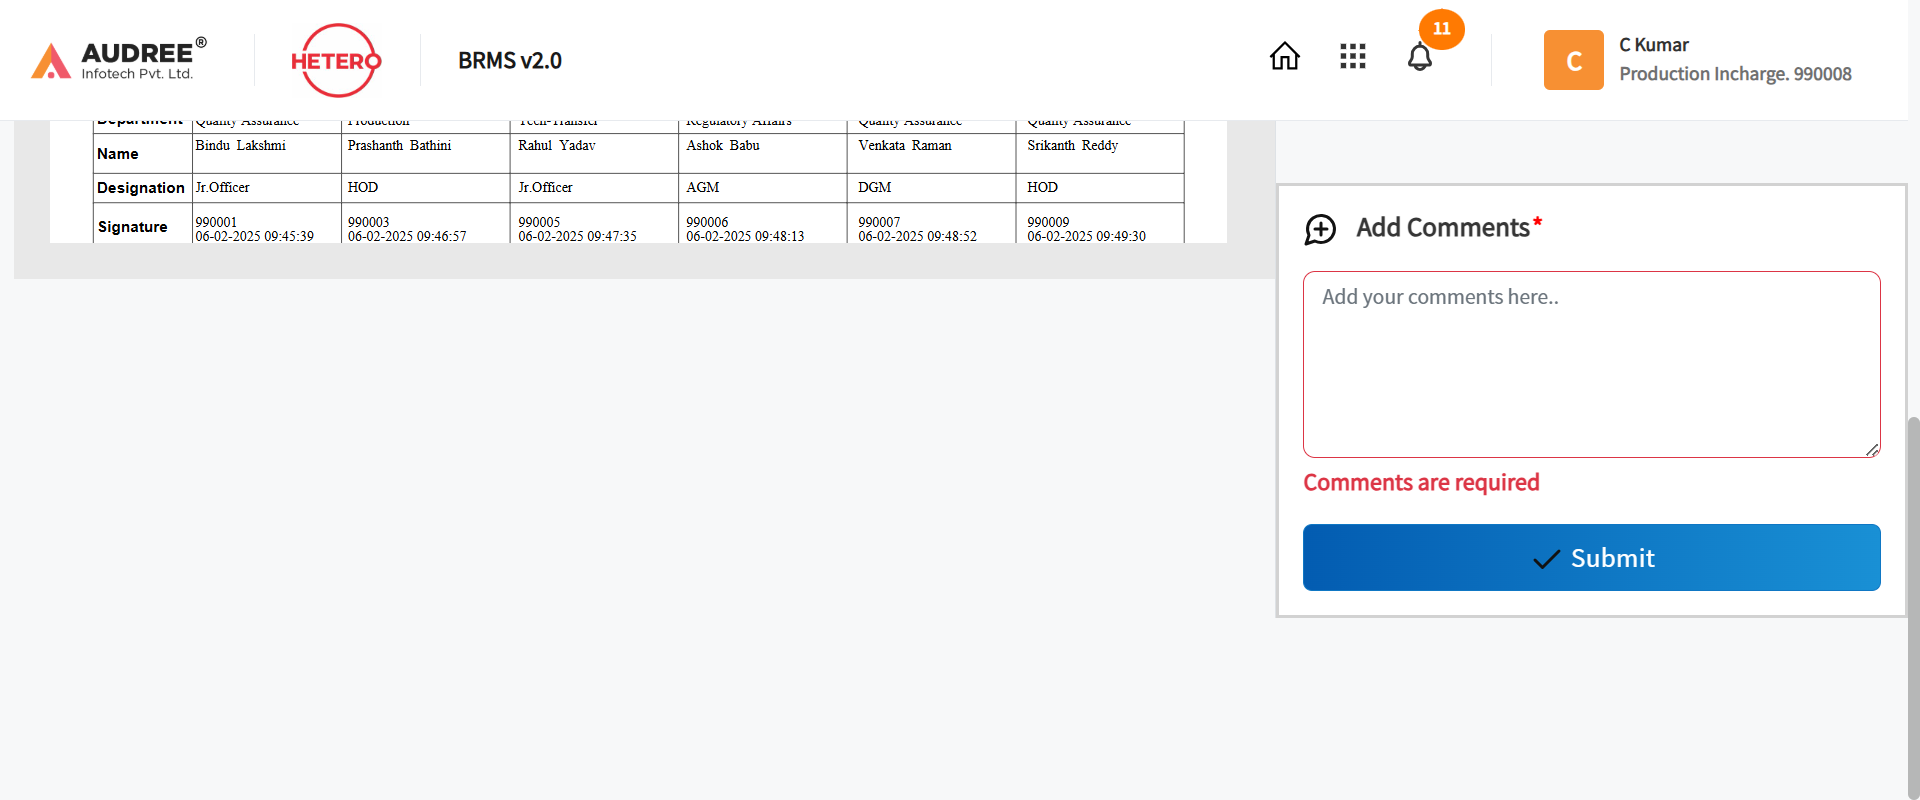 AUDREE®
Infotech Pvt. Ltd.
HETERO
BRMS v2.0
11
C
C Kumar
Production Incharge. 990008
Department Quality Assurance Production Tech-Transfer Regulatory Affairs Quality Assurance Quality Assurance
Name Bindu Lakshmi Prashanth Bathini Rahul Yadav Ashok Babu Venkata Raman Srikanth Reddy
Designation Jr.Officer HOD Jr.Officer AGM DGM HOD
Signature 990001 990003 990005 990006 990007 990009
06-02-2025 09:45:39 06-02-2025 09:46:57 06-02-2025 09:47:35 06-02-2025 09:48:13 06-02-2025 09:48:52 06-02-2025 09:49:30
Add Comments*
Add your comments here..
Comments are required
Submit